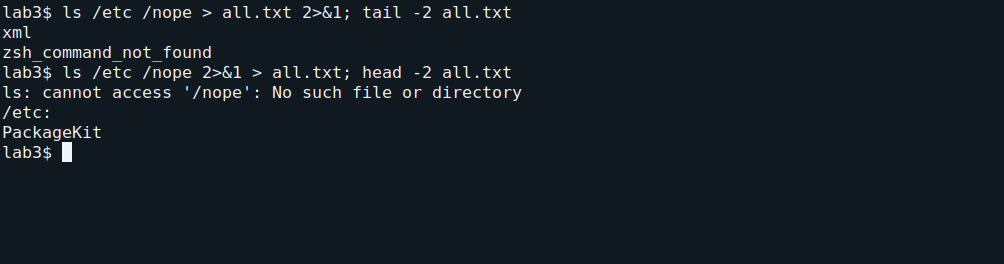 lab3$ ls /etc /nope > all.txt 2>&1; tail -2 all.txt
xml
zsh_command_not_found
lab3$ ls /etc /nope 2>&1 > all.txt; head -2 all.txt
ls: cannot access '/nope': No such file or directory
/etc:
PackageKit
lab3$